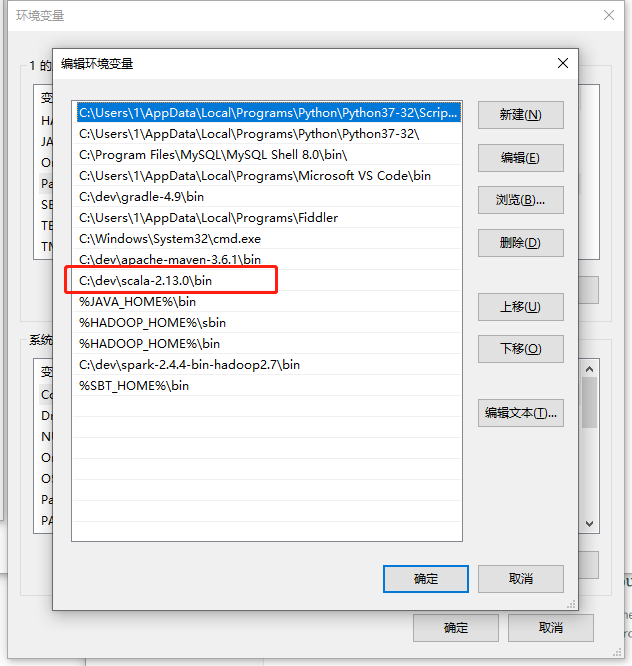 环境变量
1 的
编辑环境变量
变
HA
JA
Or
Pa
SE
TE
TM
C:\Users\1\AppData\Local\Programs\Python\Python37-32\Scrip...
C:\Users\1\AppData\Local\Programs\Python\Python37-32\
C:\Program Files\MySQL\MySQL Shell 8.0\bin\
C:\Users\1\AppData\Local\Programs\Microsoft VS Code\bin
C:\dev\gradle-4.9\bin
C:\Users\1\AppData\Local\Programs\Fiddler
C:\Windows\System32\cmd.exe
C:\dev\apache-maven-3.6.1\bin
C:\dev\scala-2.13.0\bin
%JAVA_HOME%\bin
%HADOOP_HOME%\sbin
%HADOOP_HOME%\bin
C:\dev\spark-2.4.4-bin-hadoop2.7\bin
%SBT_HOME%\bin
新建(N)
编辑(E)
浏览(B)...
删除(D)
上移(U)
下移(O)
编辑文本(T)...
系统
变
Co
Dr
NU
Or
OS
Pa
PA
确定
取消
确定
取消